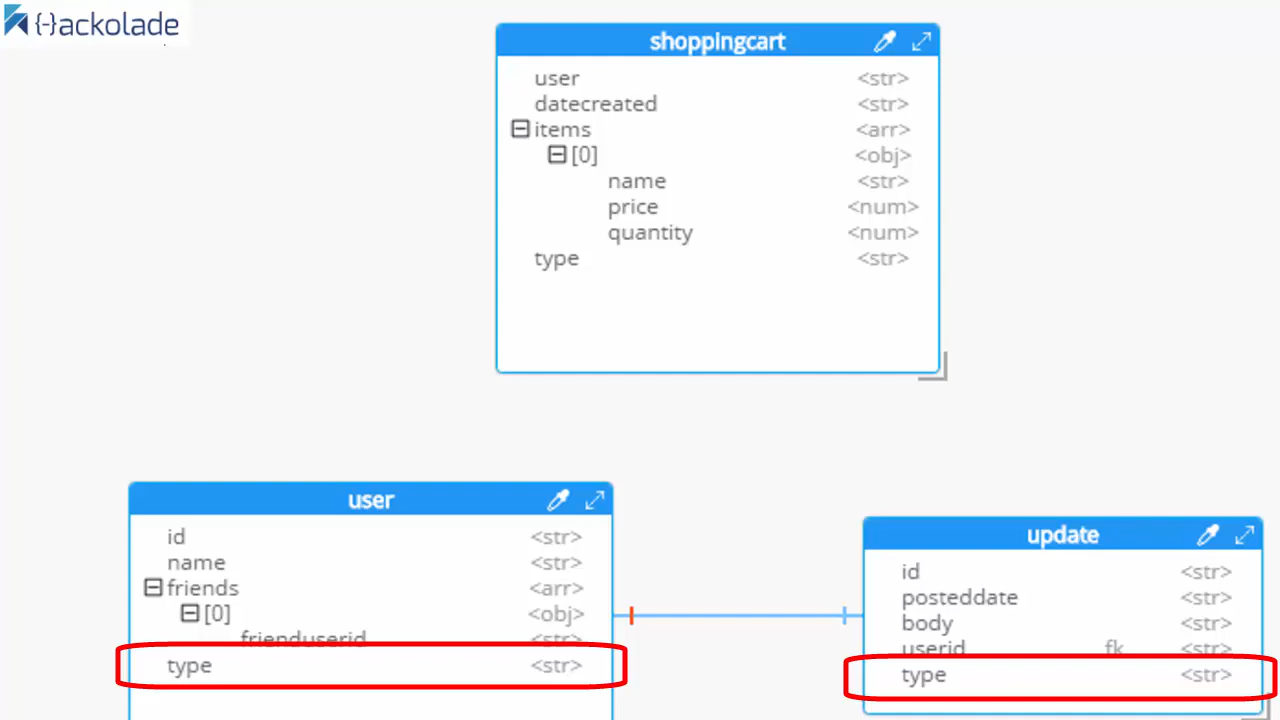 {-}ackolade
shoppingcart
user <str>
datecreated <str>
items <arr>
[0] <obj>
name <str>
price <num>
quantity <num>
type <str>
user
id <str>
name <str>
friends <arr>
[0] <obj>
frienduserid <str>
type <str>
update
id <str>
posteddate <str>
body <str>
userid fk <str>
type <str>